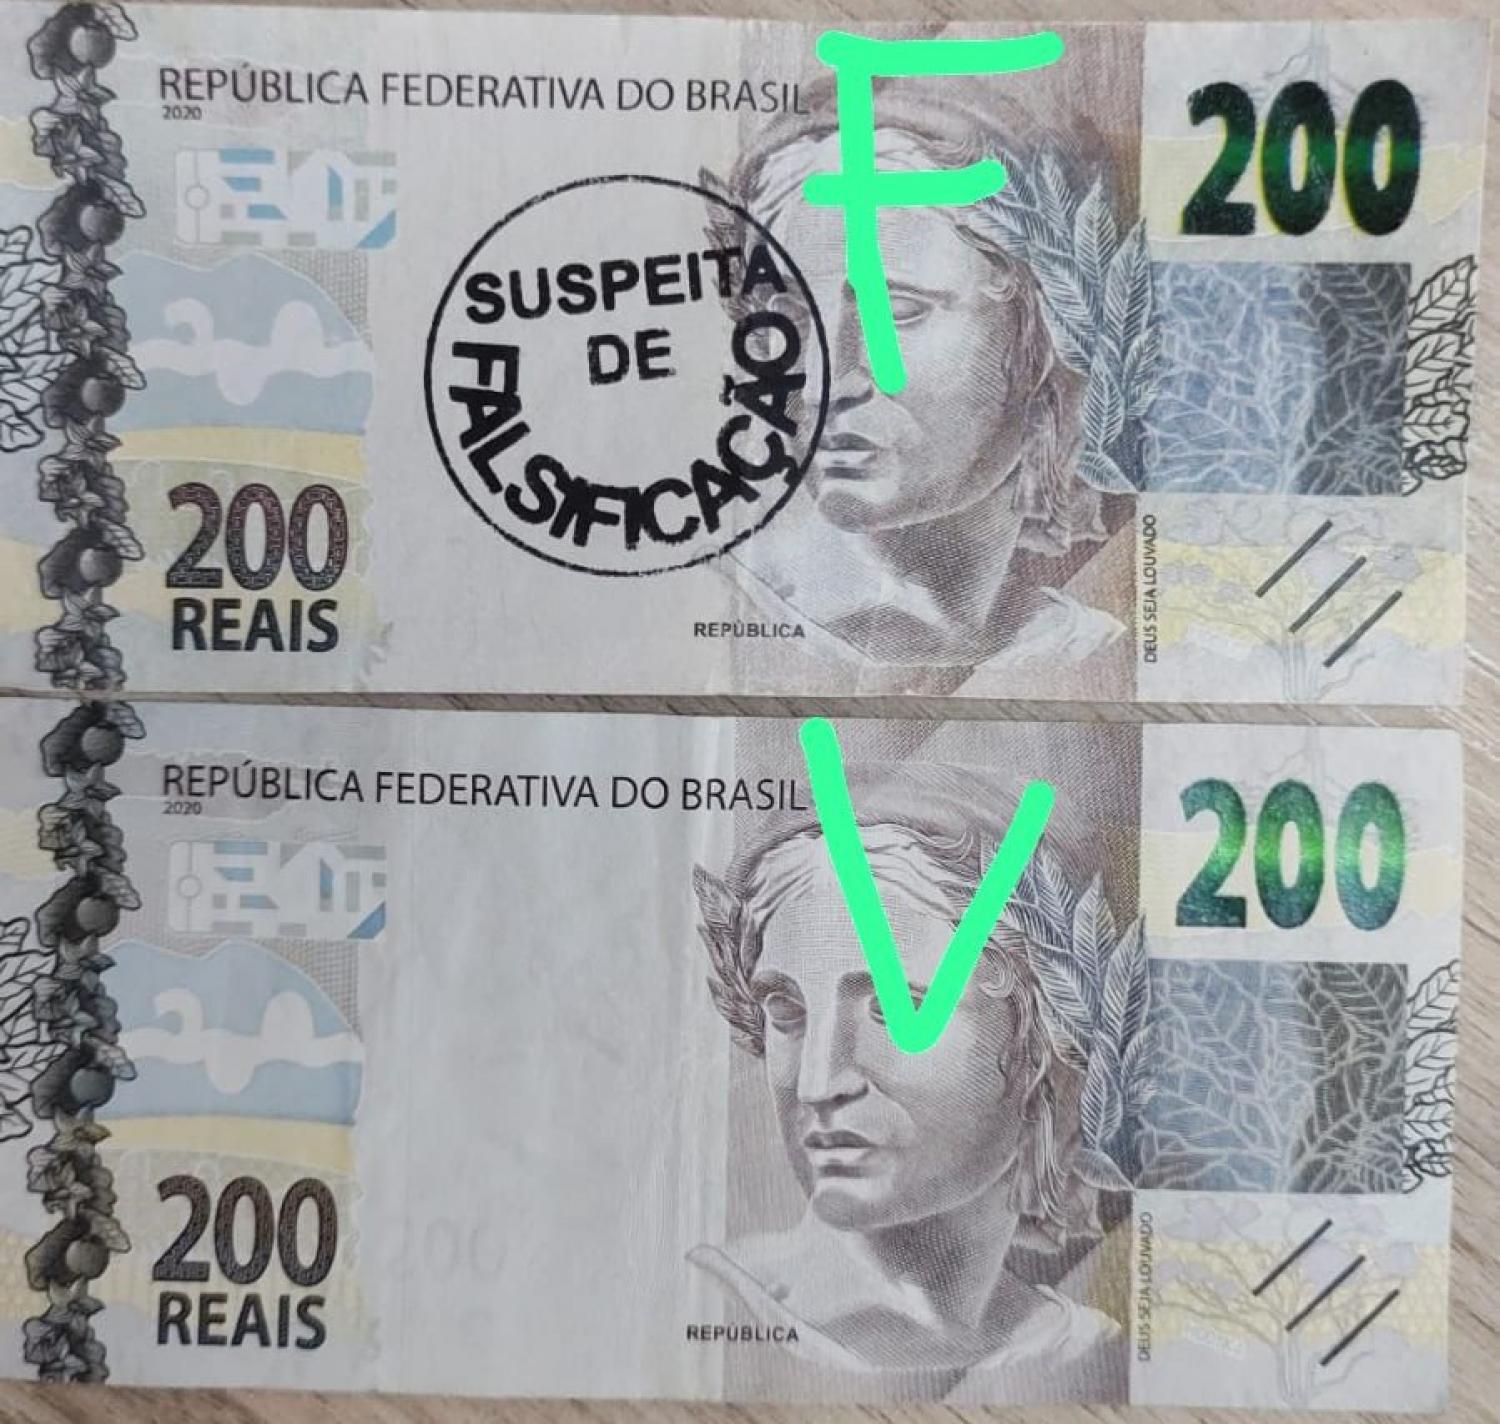 F
REPÚBLICA FEDERATIVA DO BRASIL
2020
200
SUSPEITA
DE
FALSIFICAÇÃO
200
REAIS
REPÚBLICA
DEUS SEJA LOUVADO
V
REPÚBLICA FEDERATIVA DO BRASIL
2020
200
200
REAIS
REPÚBLICA
DEUS SEJA LOUVADO